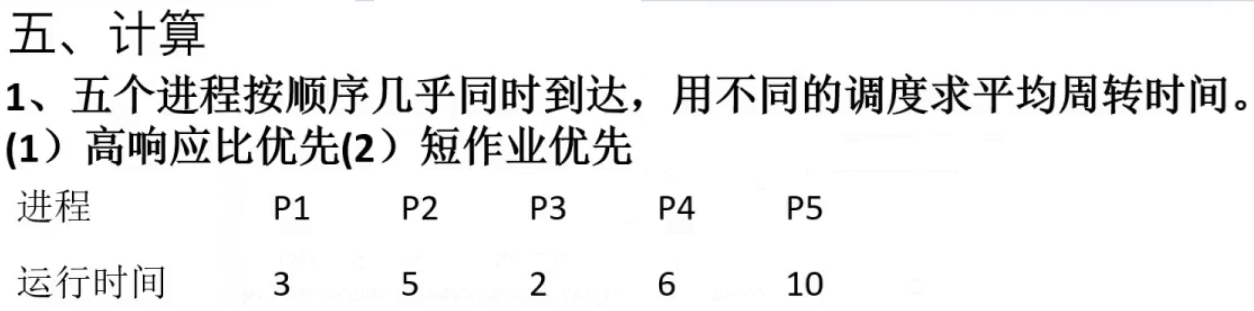 五、计算
1、五个进程按顺序几乎同时到达，用不同的调度求平均周转时间。
(1）高响应比优先(2）短作业优先
进程 P1 P2 P3 P4 P5
运行时间 3 5 2 6 10